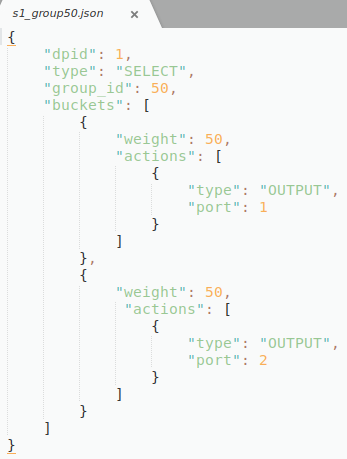 s1_group50.json ×
{
    "dpid": 1,
    "type": "SELECT",
    "group_id": 50,
    "buckets": [
        {
            "weight": 50,
            "actions": [
                {
                    "type": "OUTPUT",
                    "port": 1
                }
            ]
        },
        {
            "weight": 50,
             "actions": [
                {
                    "type": "OUTPUT",
                    "port": 2
                }
            ]
        }
    ]
}